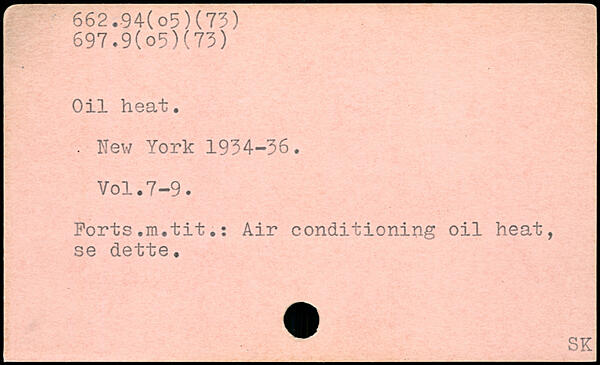 662.94(o5)(73)
697.9(o5)(73)
Oil heat.
New York 1934-36.
Vol.7-9.
Forts.m.tit.: Air conditioning oil heat,
se dette.
SK